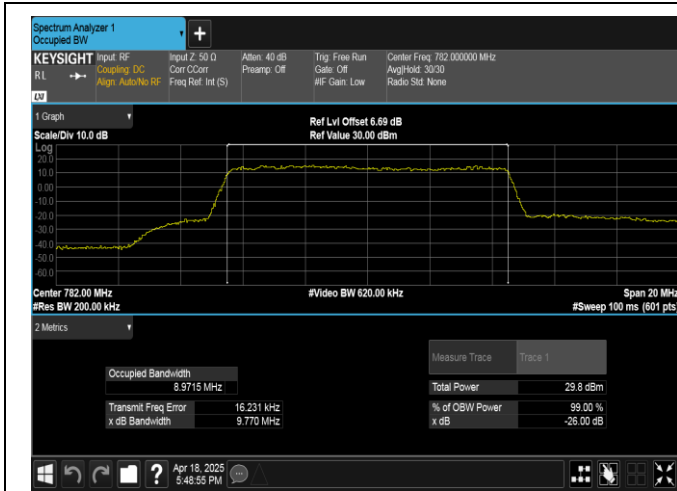 Spectrum Analyzer 1
Occupied BW
+
KEYSIGHT Input: RF Input Z: 50 Ω Atten: 40 dB Trig: Free Run Center Freq: 782.000000 MHz
RL Coupling: DC Corr CCorr Preamp: Off Gate: Off Avg|Hold: 30/30
Align: Auto/No RF Freq Ref: Int (S) #IF Gain: Low Radio Std: None
LXI
1 Graph
Ref Lvl Offset 6.69 dB
Scale/Div 10.0 dB Ref Value 30.00 dBm
Log
20.0
10.0
0.00
-10.0
-20.0
-30.0
-40.0
-50.0
-60.0
Center 782.00 MHz #Video BW 620.00 kHz Span 20 MHz
#Res BW 200.00 kHz #Sweep 100 ms (601 pts)
2 Metrics
Measure Trace Trace 1
Occupied Bandwidth
8.9715 MHz Total Power 29.8 dBm
Transmit Freq Error 16.231 kHz % of OBW Power 99.00 %
x dB Bandwidth 9.770 MHz x dB -26.00 dB
? Apr 18, 2025
5:48:55 PM